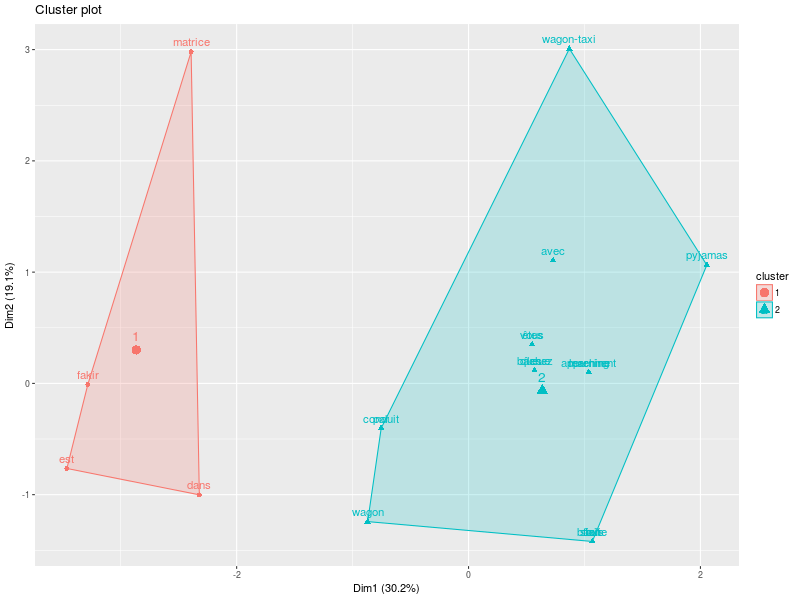 Cluster plot
matrice
wagon-taxi
3
2
avec
pyjamas
1
cluster
1
2
1
fakir
2
0
est
dans
wagon
-1
-2
0
2
Dim1 (30.2%)
Dim2 (19.1%)